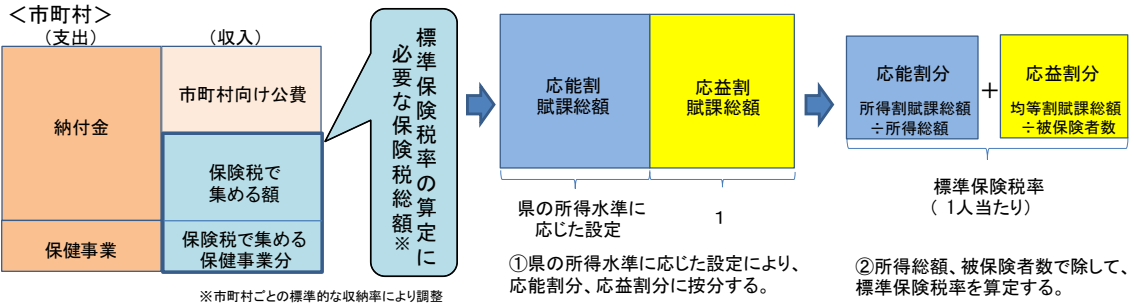 <市町村>
(支出)
(収入)
納付金
保健事業
市町村向け公費
保険税で
集める額
保険税で集める
保健事業分
標準保険税率の算定に
必要な保険税総額※
※市町村ごとの標準的な収納率により調整
応能割
賦課総額
応益割
賦課総額
県の所得水準に
応じた設定
1
①県の所得水準に応じた設定により、
応能割分、応益割分に按分する。
応能割分
所得割賦課総額
÷所得総額
+
応益割分
均等割賦課総額
÷被保険者数
標準保険税率
( 1人当たり)
②所得総額、被保険者数で除して、
標準保険税率を算定する。